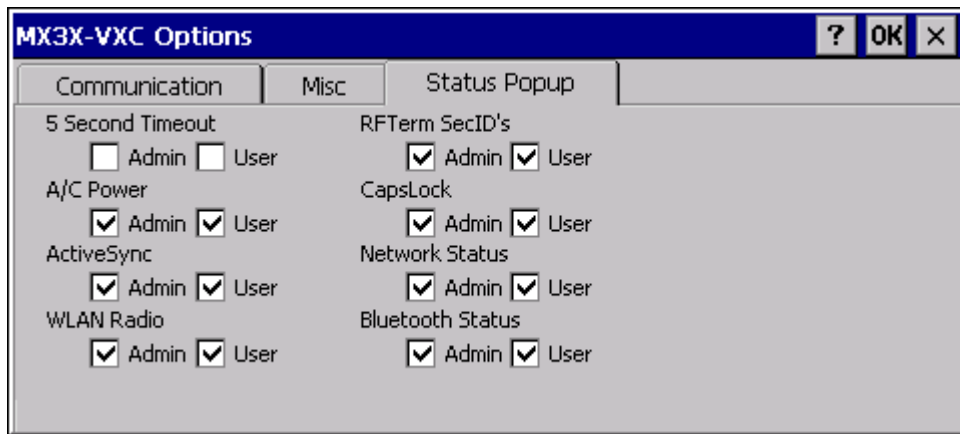 MX3X-VXC Options ? OK ×
Communication Misc Status Popup
5 Second Timeout RFTerm SecID's
Admin User Admin User
A/C Power CapsLock
Admin User Admin User
ActiveSync Network Status
Admin User Admin User
WLAN Radio Bluetooth Status
Admin User Admin User